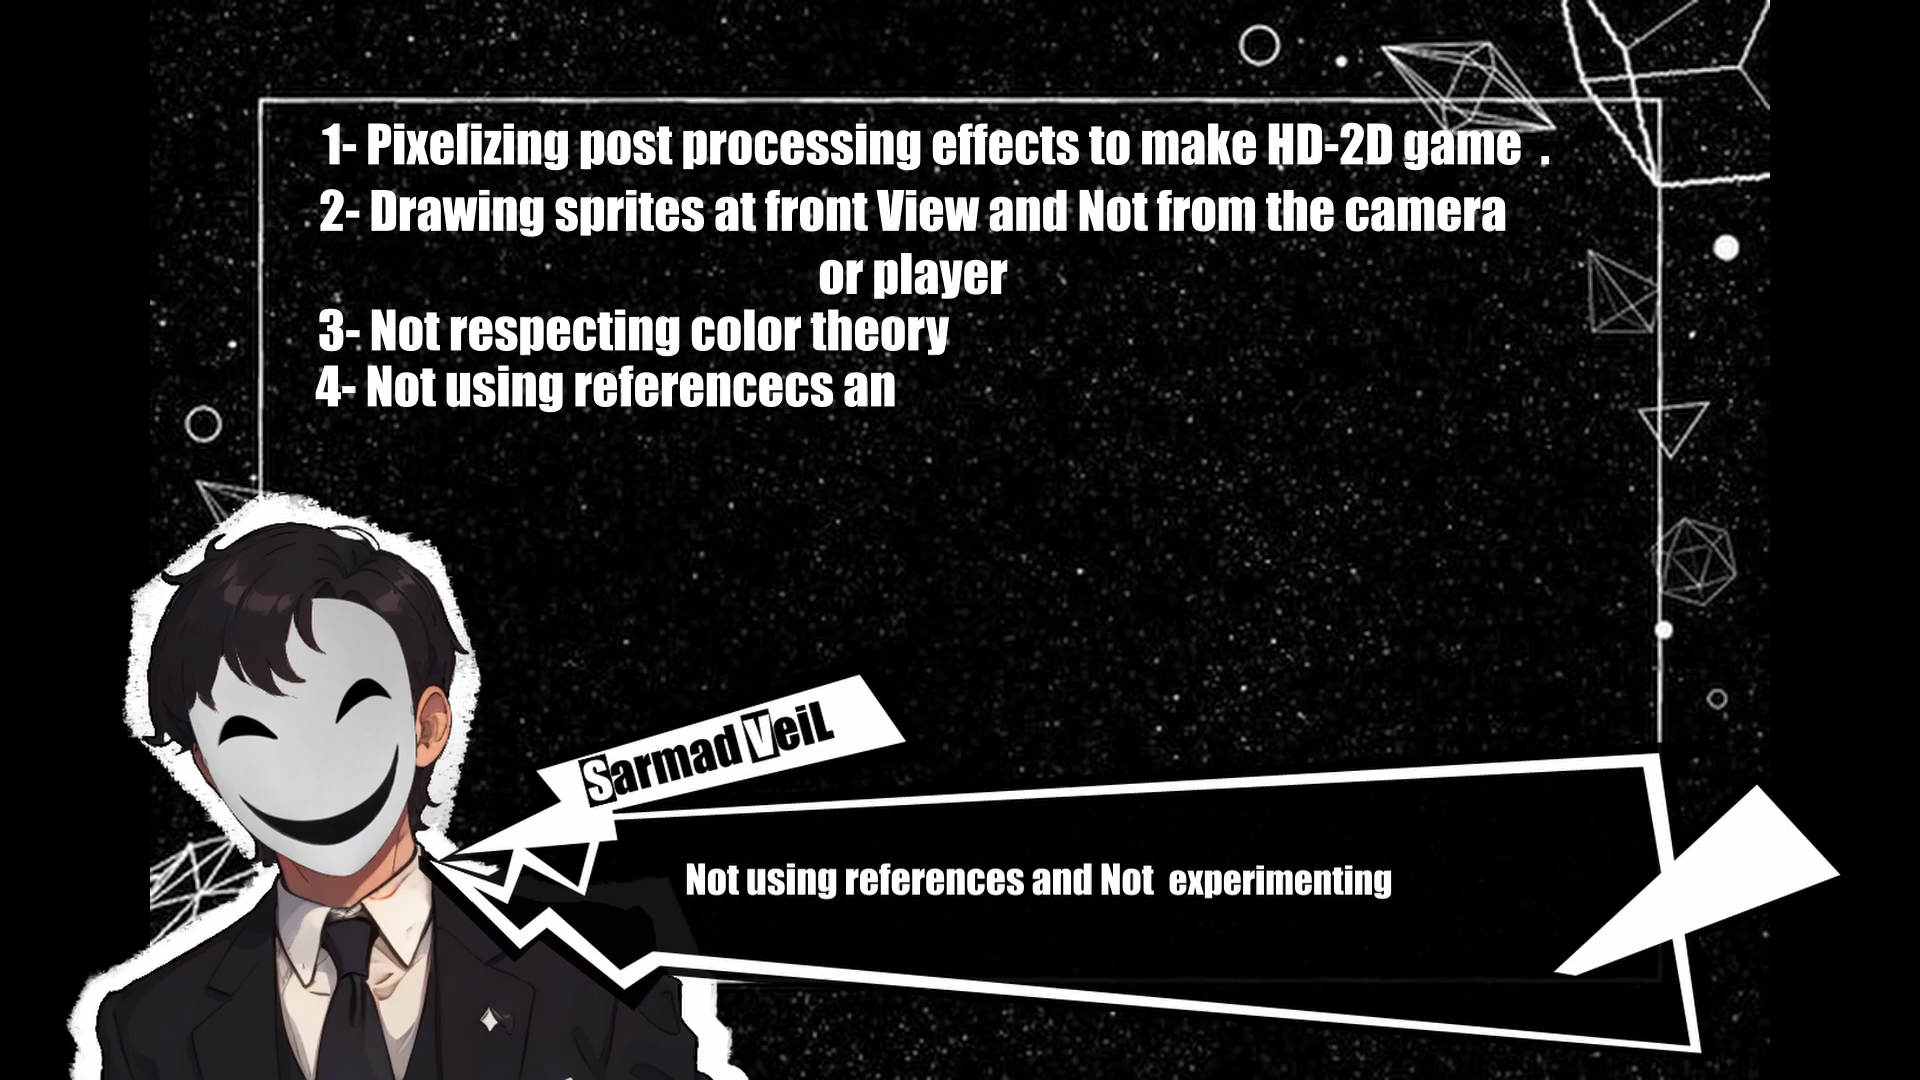 1- Pixelizing post processing effects to make HD-2D game .
2- Drawing sprites at front View and Not from the camera
or player
3- Not respecting color theory
4- Not using referencecs an
Sarmad VeiL
Not using references and Not experimenting